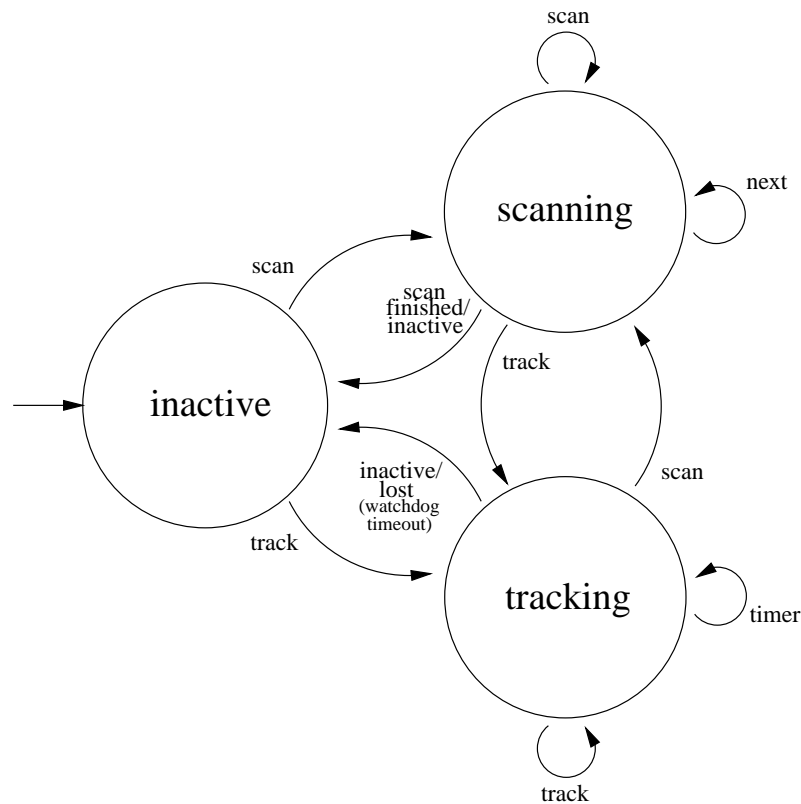 scan
next
scanning
scan
scan
finished/
inactive
track
inactive
inactive/
lost
(watchdog
timeout)
scan
track
tracking
timer
track